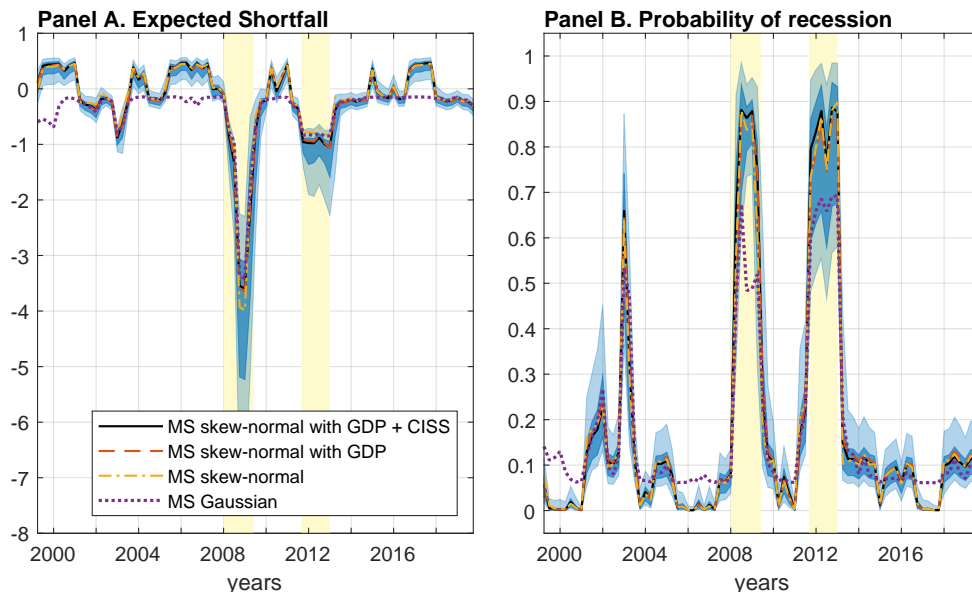 Panel A. Expected Shortfall
1
0
-1
-2
-3
-4
-5
-6
-7
-8
MS skew-normal with GDP + CISS
MS skew-normal with GDP
MS skew-normal
MS Gaussian
2000 2004 2008 2012 2016
years
Panel B. Probability of recession
1
0.9
0.8
0.7
0.6
0.5
0.4
0.3
0.2
0.1
0
2000 2004 2008 2012 2016
years